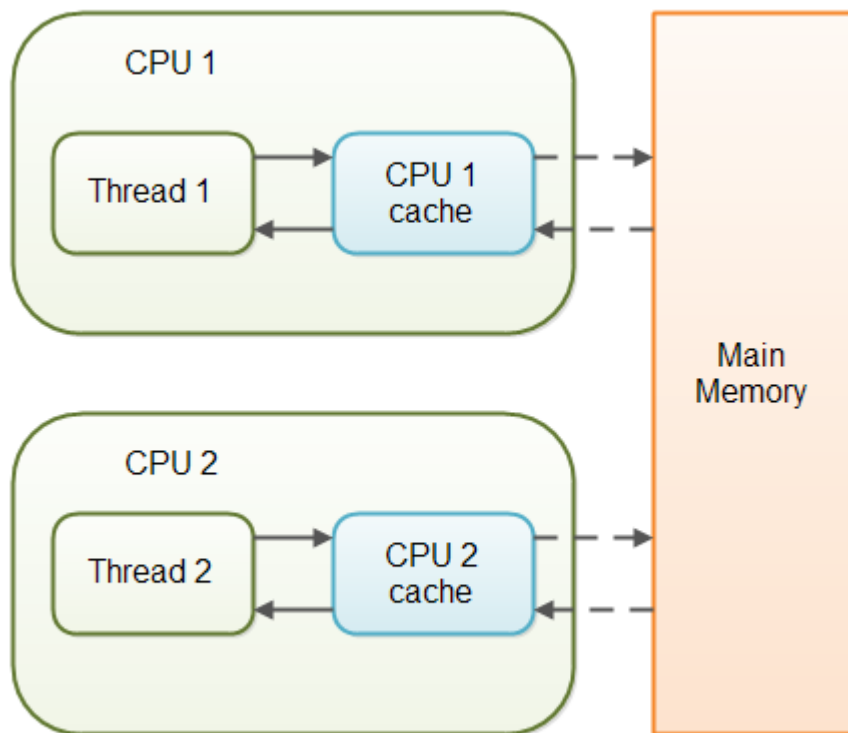 CPU 1
Thread 1
CPU 1
cache
Main
Memory
CPU 2
Thread 2
CPU 2
cache